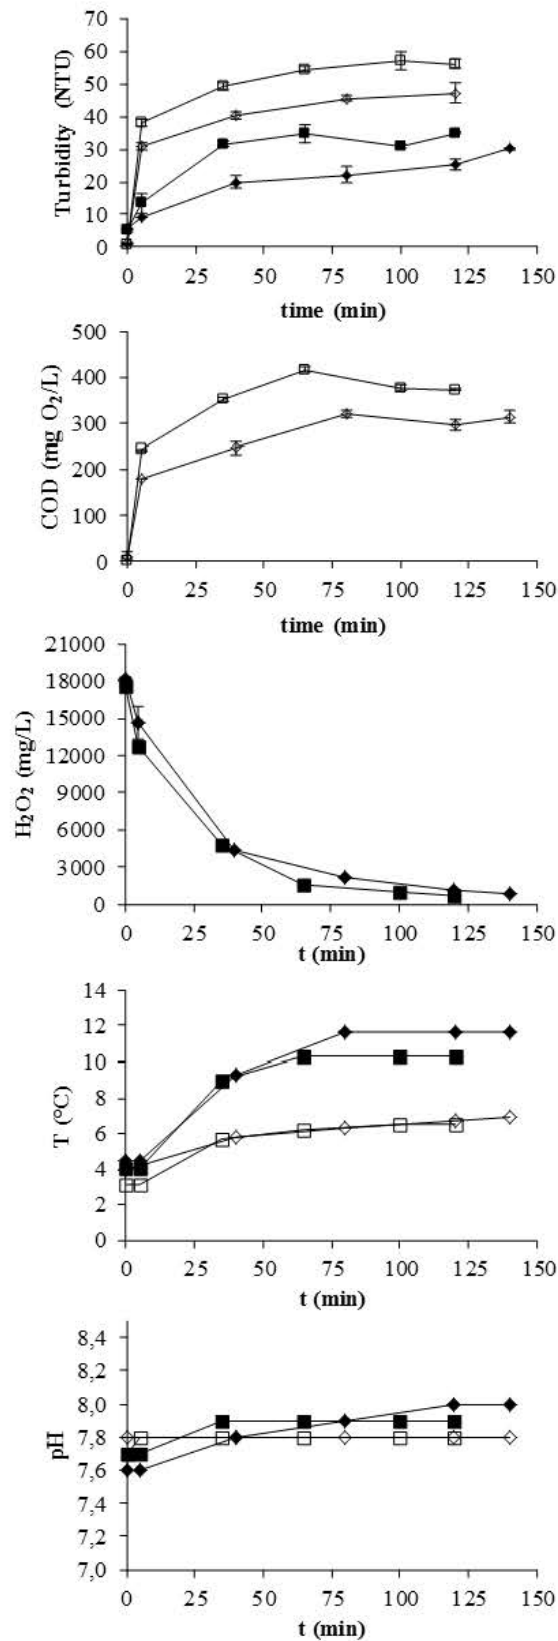 Turbidity (NTU)
70
60
50
40
30
20
10
0
0 25 50 75 100 125 150
time (min)
COD (mg O₂/L)
500
400
300
200
100
0
0 25 50 75 100 125 150
time (min)
H₂O₂ (mg/L)
21000
18000
15000
12000
9000
6000
3000
0
0 25 50 75 100 125 150
t (min)
T (°C)
14
12
10
8
6
4
2
0
0 25 50 75 100 125 150
t (min)
pH
8,4
8,2
8,0
7,8
7,6
7,4
7,2
7,0
0 25 50 75 100 125 150
t (min)